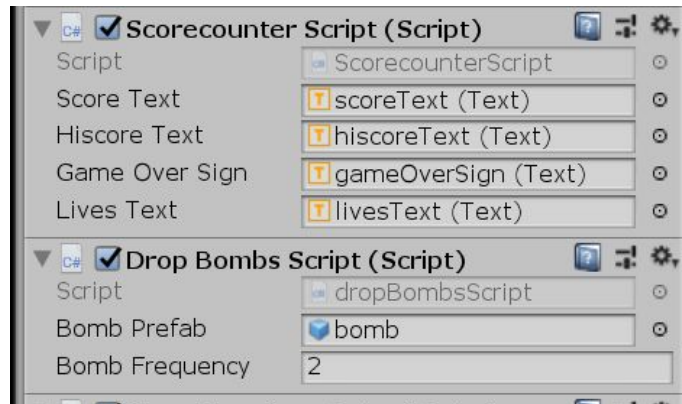 Scorecounter Script (Script)
Script ScorecounterScript
Score Text scoreText (Text)
Hiscore Text hiscoreText (Text)
Game Over Sign gameOverSign (Text)
Lives Text livesText (Text)
Drop Bombs Script (Script)
Script dropBombsScript
Bomb Prefab bomb
Bomb Frequency 2